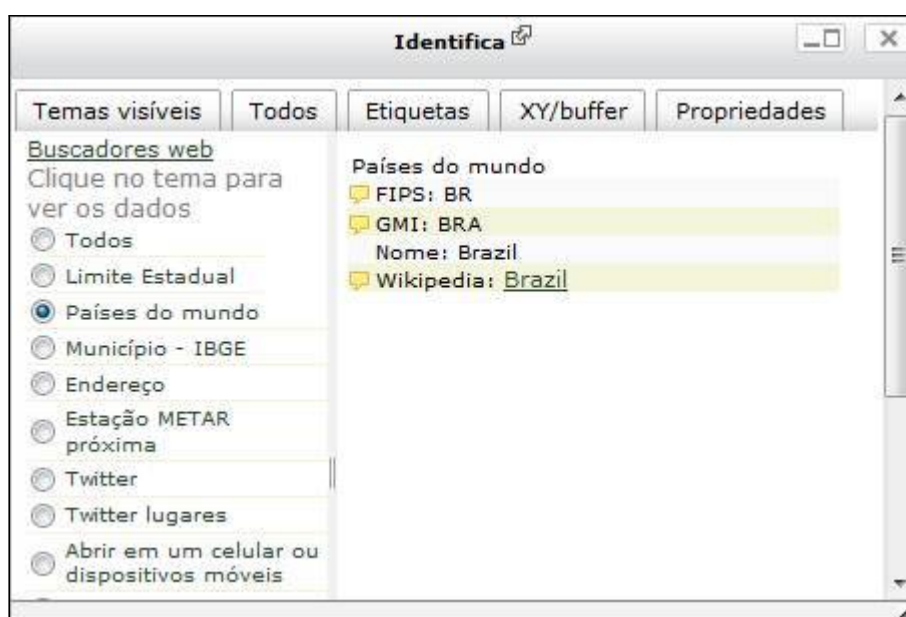 Identifica
Temas visíveis Todos Etiquetas XY/buffer Propriedades
Buscadores web
Clique no tema para
ver os dados
Todos
Limite Estadual
Países do mundo
Município - IBGE
Endereço
Estação METAR
próxima
Twitter
Twitter lugares
Abrir em um celular ou
dispositivos móveis
Países do mundo
FIPS: BR
GMI: BRA
Nome: Brazil
Wikipedia: Brazil